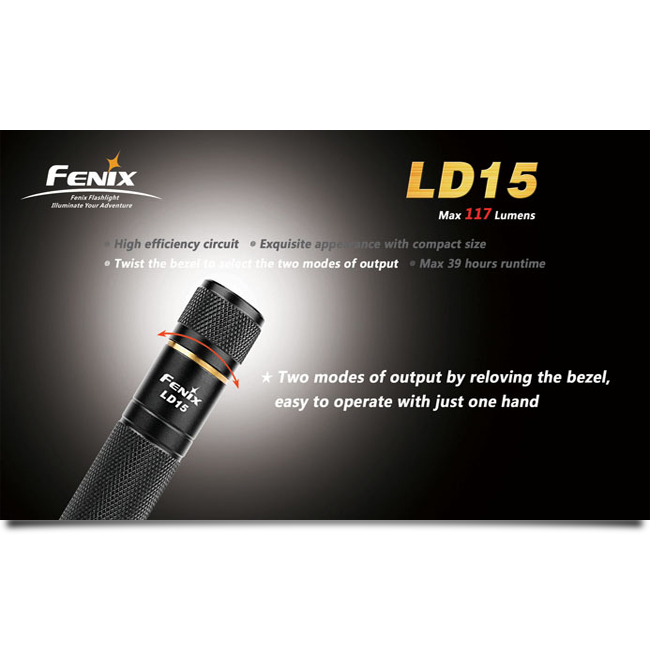 FENIX
Fenix Flashlight
Illuminate Your Adventure
LD15
Max 117 Lumens
• High efficiency circuit • Exquisite appearance with compact size
• Twist the bezel to select the two modes of output • Max 39 hours runtime
FENIX
LD15
★ Two modes of output by reloving the bezel,
easy to operate with just one hand